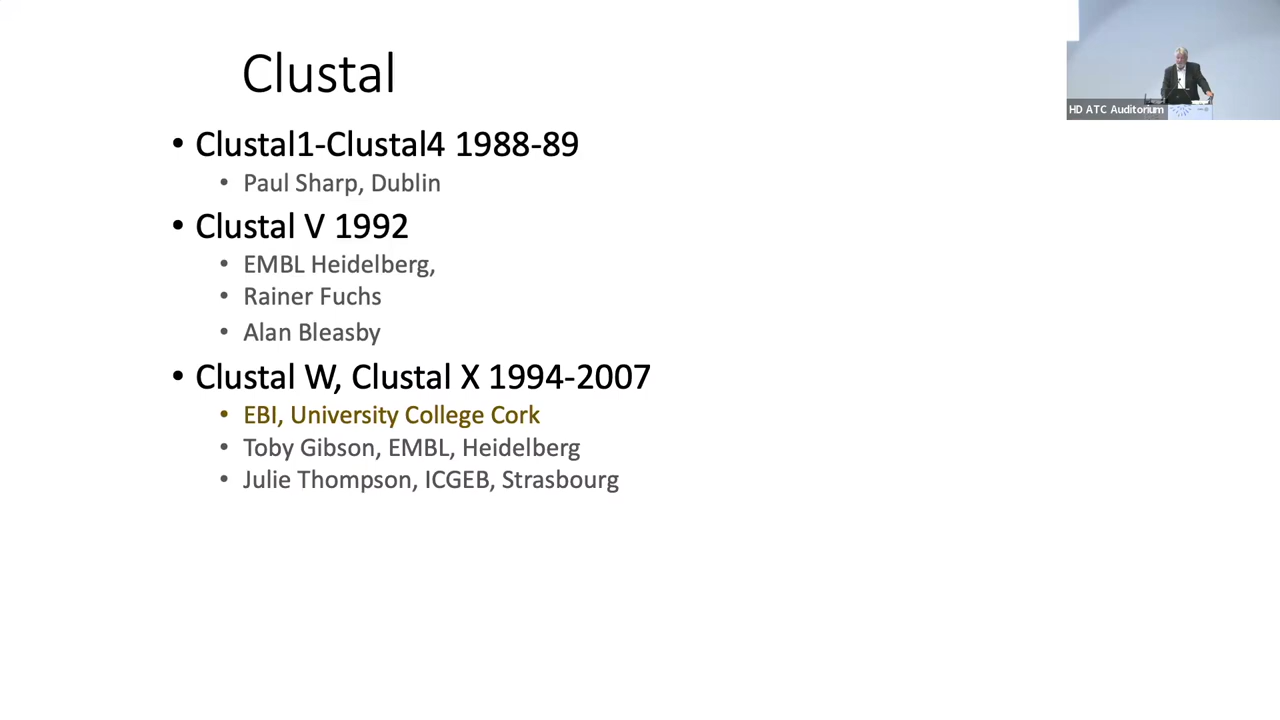 Clustal
HD ATC Auditorium
• Clustal1-Clustal4 1988-89
• Paul Sharp, Dublin
• Clustal V 1992
• EMBL Heidelberg,
• Rainer Fuchs
• Alan Bleasby
• Clustal W, Clustal X 1994-2007
• EBI, University College Cork
• Toby Gibson, EMBL, Heidelberg
• Julie Thompson, ICGEB, Strasbourg